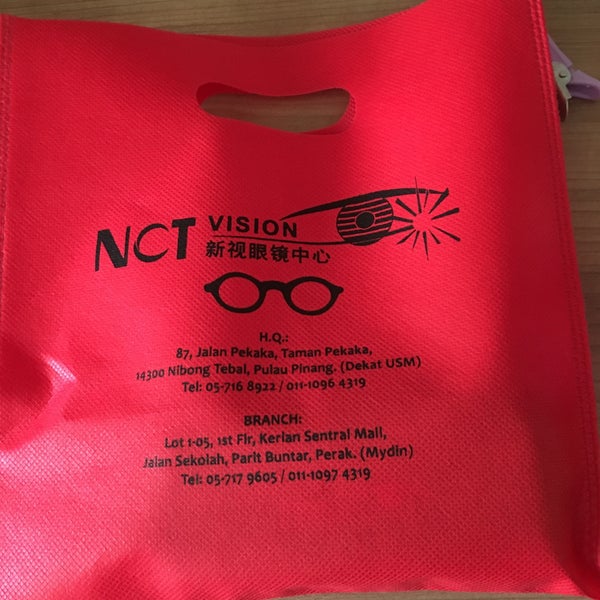 NCT VISION
新视眼镜中心
H.Q.:
87, Jalan Pekaka, Taman Pekaka,
14300 Nibong Tebal, Pulau Pinang. (Dekat USM)
Tel: 05-716 8922 / 011-1096 4319
BRANCH:
Lot 1-05, 1st Flr, Kerian Sentral Mall,
Jalan Sekolah, Parit Buntar, Perak. (Mydin)
Tel: 05-717 9605 / 011-1097 4319